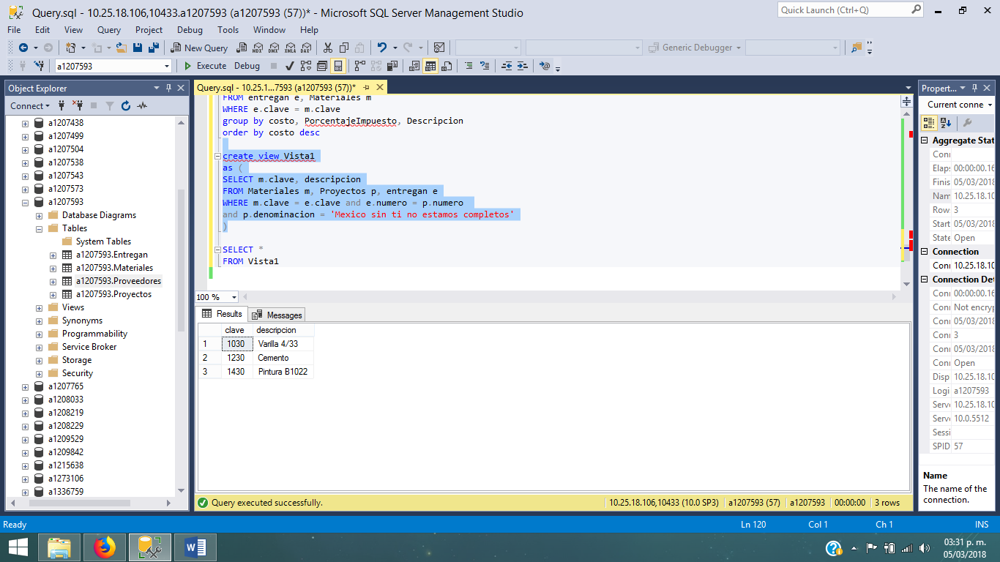 Query.sql - 10.25.18.106,10433.a1207593 (a1207593 (57))* - Microsoft SQL Server Management Studio
Quick Launch (Ctrl+Q)
File Edit View Query Project Debug Tools Window Help
New Query
MDX DMX XMLA DAX
Generic Debugger
a1207593
Execute Debug
Object Explorer
Connect
a1207438
a1207499
a1207504
a1207538
a1207543
a1207573
a1207593
Database Diagrams
Tables
System Tables
a1207593.Entregan
a1207593.Materiales
a1207593.Proveedores
a1207593.Proyectos
Views
Synonyms
Programmability
Service Broker
Storage
Security
a1207765
a1208033
a1208219
a1208229
a1209529
a1209842
a1215638
a1273106
a1336759
Query.sql - 10.25.1...7593 (a1207593 (57))*
FROM entregan e, Materiales m
WHERE e.clave = m.clave
group by costo, PorcentajeImpuesto, Descripcion
order by costo desc
create view Vista1
as (
SELECT m.clave, descripcion
FROM Materiales m, Proyectos p, entregan e
WHERE m.clave = e.clave and e.numero = p.numero
and p.denominacion = 'Mexico sin ti no estamos completos'
)
SELECT *
FROM Vista1
100 %
Results Messages
clave descripcion
1 1030 Varilla 4/33
2 1230 Cemento
3 1430 Pintura B1022
Query executed successfully.
10.25.18.106,10433 (10.0 SP3) a1207593 (57) a1207593 00:00:00 3 rows
Propert...
Current conne
Aggregate Stat
Conn
Elaps 00:00:00.16
Finis 05/03/2018
Nam 10.25.18.10
Row 3
Start 05/03/2018
State Open
Connection
Conn 10.25.18.10
Connection Det
Conn 00:00:00.16
Conn Not encryp
Conn 05/03/2018
Conn 3
Conn 05/03/2018
Conn Open
Disp 10.25.18.10
Logi a1207593
Serve 10.25.18.10
Serve 10.0.5512
Sessi
SPID 57
Name
The name of the
connection.
Ready
Ln 120 Col 1 Ch 1 INS
03:31 p. m.
05/03/2018